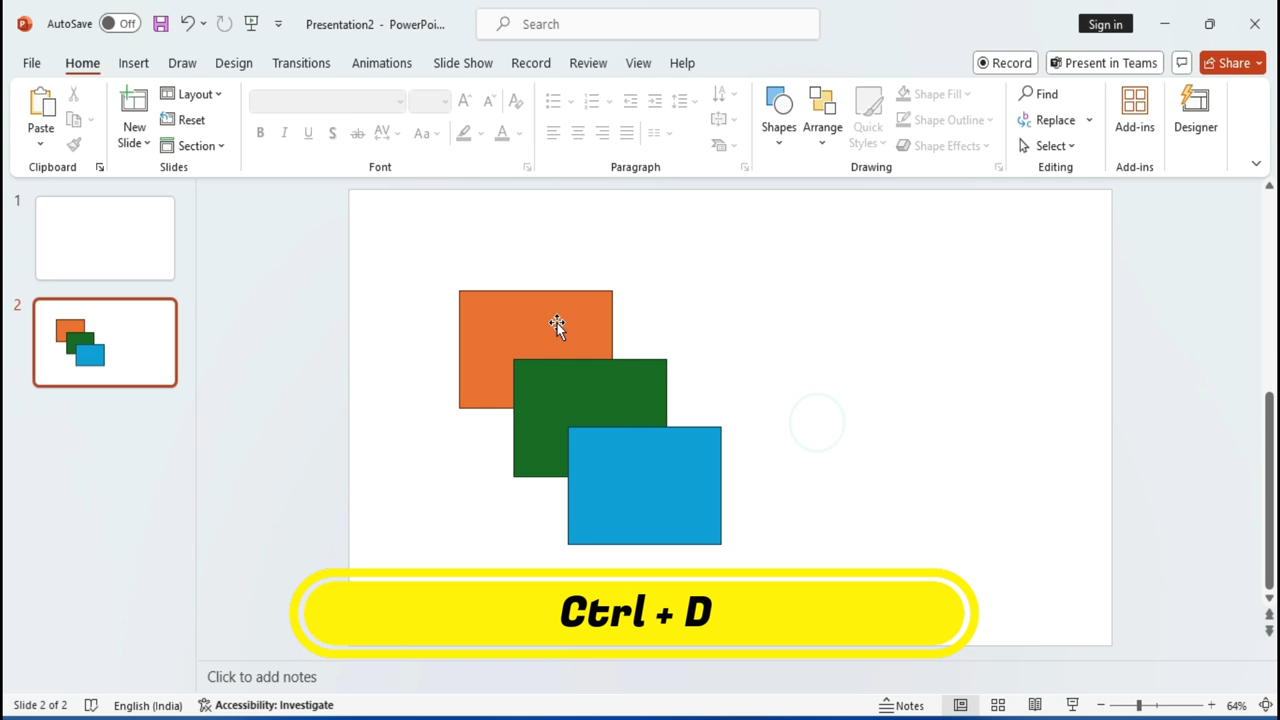 AutoSave Off Presentation2 - PowerPoi... Search Sign in
File Home Insert Draw Design Transitions Animations Slide Show Record Review View Help Record Present in Teams Share
Paste New Slide Layout Reset Section
B I U S ab AV Aa A
Shapes Arrange Quick Styles Shape Fill Shape Outline Shape Effects
Find Replace Select Add-ins Designer
Clipboard Slides Font Paragraph Drawing Editing Add-ins
1
2
Ctrl + D
Click to add notes
Slide 2 of 2 English (India) Accessibility: Investigate Notes 64%